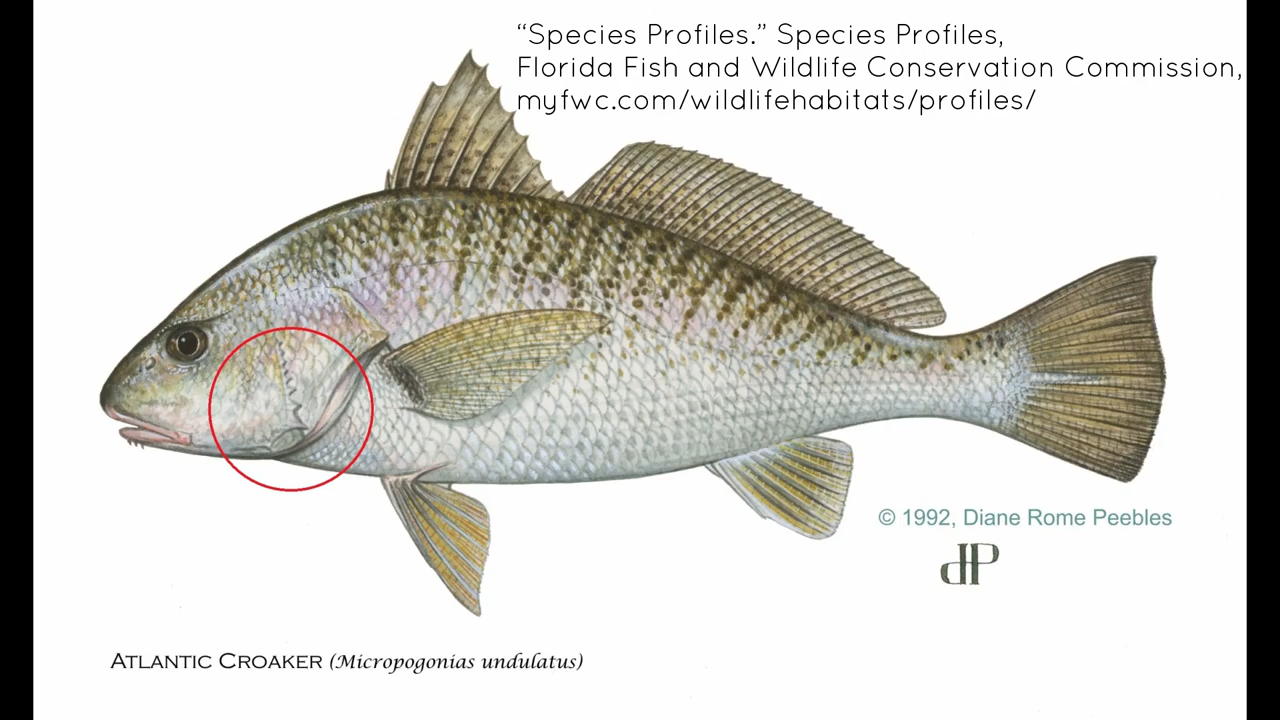 “Species Profiles.” Species Profiles,
Florida Fish and Wildlife Conservation Commission,
myfwc.com/wildlifehabitats/profiles/
© 1992, Diane Rome Peebles
dP
ATLANTIC CROAKER (Micropogonias undulatus)